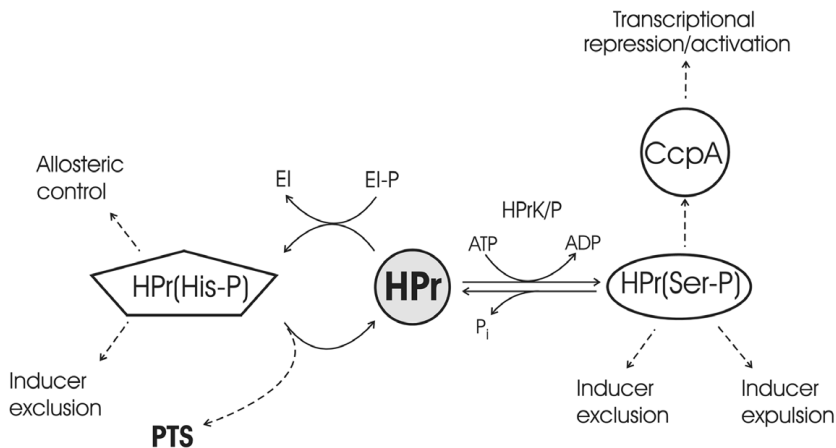 Transcriptional
repression/activation
CcpA
Allosteric
control
EI
EI-P
HPrK/P
ATP
ADP
HPr(His-P)
HPr
HPr(Ser-P)
Pi
Inducer
exclusion
PTS
Inducer
exclusion
Inducer
expulsion